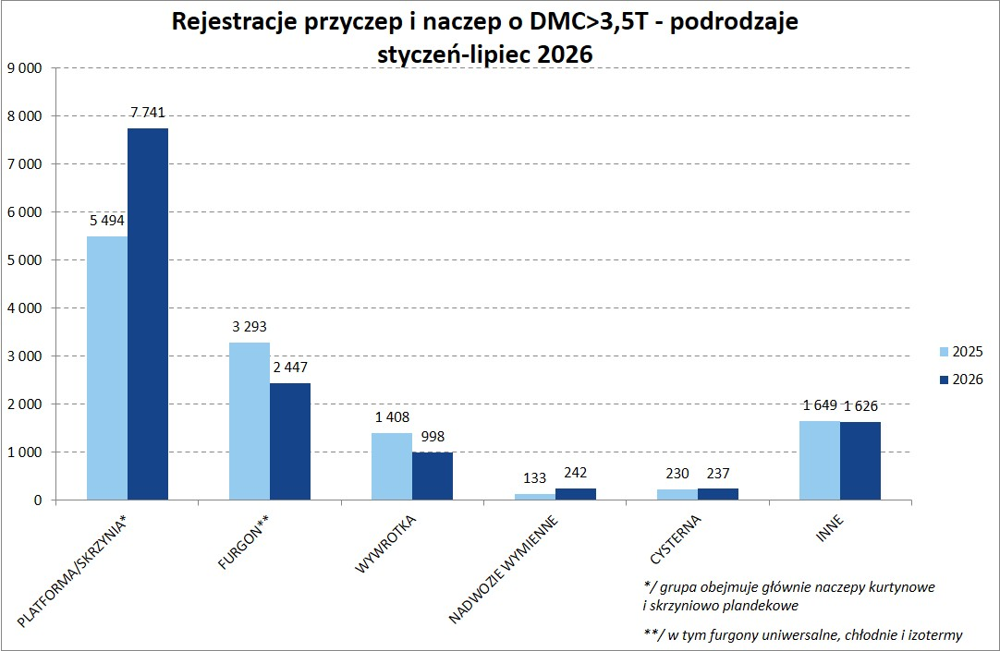 Rejestracje przyczep i naczep o DMC>3,5T - podrodzaje
styczeń-lipiec 2026
9 000
8 000
7 000
6 000
5 000
4 000
3 000
2 000
1 000
0
5 494
7 741
3 293
2 447
1 408
998
133
242
230
237
1 649
1 626
PLATFORMA/SKRZYNIA*
FURGON**
WYWROTKA
NADWOZIE WYMIENNE
CYSTERNA
INNE
2025
2026
*/ grupa obejmuje głównie naczepy kurtynowe
i skrzyniowo plandekowe
**/ w tym furgony uniwersalne, chłodnie i izotermy